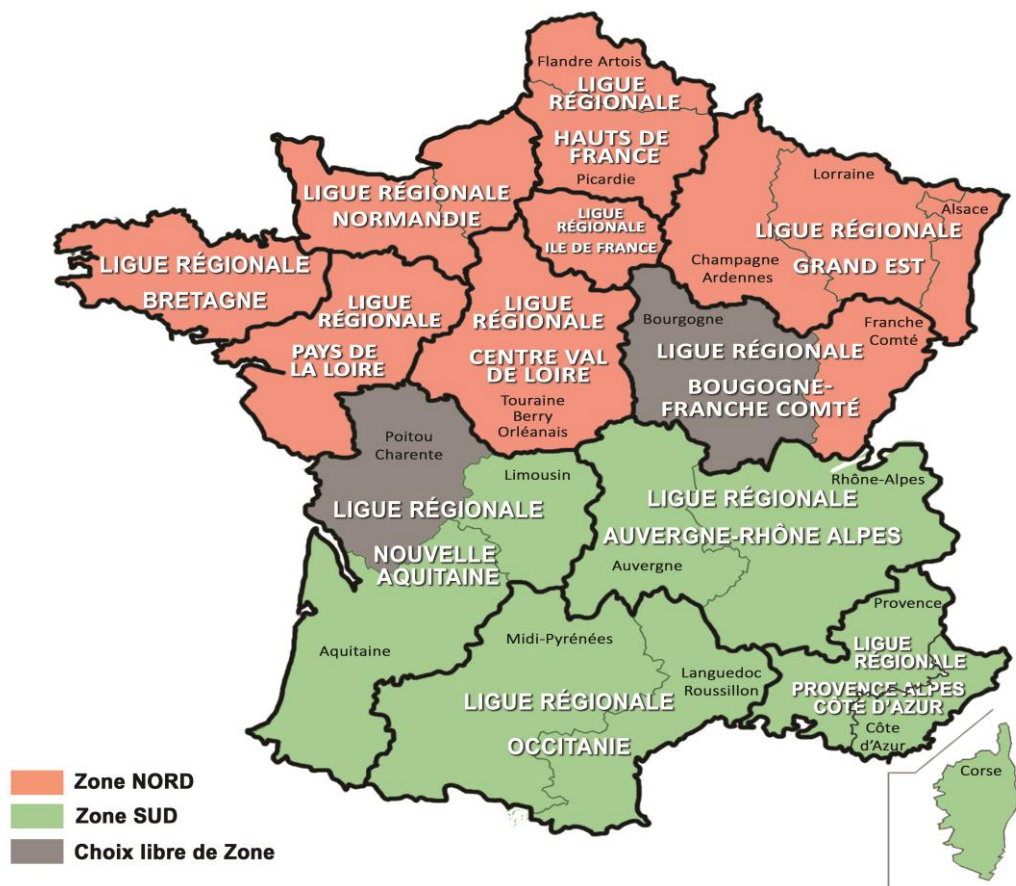 Flandre Artois
LIGUE
RÉGIONALE
HAUTS DE
FRANCE
Picardie
LIGUE RÉGIONALE
NORMANDIE
LIGUE
RÉGIONALE
ILE DE FRANCE
Lorraine
Alsace
LIGUE RÉGIONALE
GRAND EST
Champagne
Ardennes
LIGUE RÉGIONALE
BRETAGNE
LIGUE
RÉGIONALE
PAYS DE
LA LOIRE
LIGUE
RÉGIONALE
CENTRE VAL
DE LOIRE
Touraine
Berry
Orléanais
Bourgogne
Franche
Comté
LIGUE RÉGIONALE
BOUGOGNE-
FRANCHE COMTÉ
Poitou
Charente
Limousin
LIGUE RÉGIONALE
NOUVELLE
AQUITAINE
Aquitaine
Rhône-Alpes
LIGUE RÉGIONALE
AUVERGNE-RHÔNE ALPES
Auvergne
Midi-Pyrénées
Languedoc
Roussillon
LIGUE RÉGIONALE
OCCITANIE
Provence
LIGUE
RÉGIONALE
PROVENCE ALPES
CÔTE D'AZUR
Côte
d'Azur
Corse
Zone NORD
Zone SUD
Choix libre de Zone